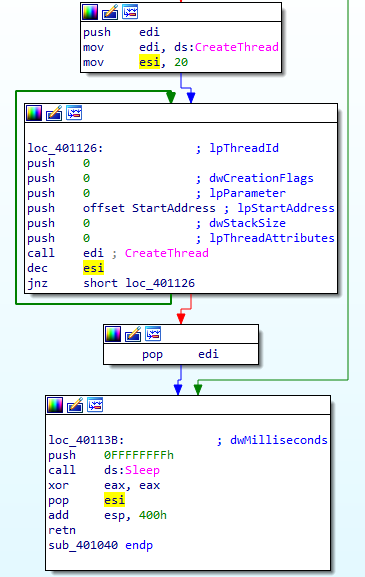 push    edi
mov     edi, ds:CreateThread
mov     esi, 20
loc_401126:             ; lpThreadId
push    0
push    0               ; dwCreationFlags
push    0               ; lpParameter
push    offset StartAddress ; lpStartAddress
push    0               ; dwStackSize
push    0               ; lpThreadAttributes
call    edi ; CreateThread
dec     esi
jnz     short loc_401126
pop     edi
loc_40113B:             ; dwMilliseconds
push    0FFFFFFFFh
call    ds:Sleep
xor     eax, eax
pop     esi
add     esp, 400h
retn
sub_401040 endp